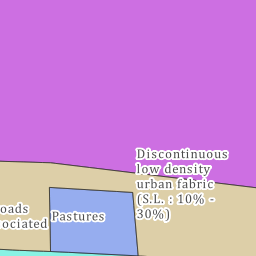 Discontinuous
low density
urban fabric
(S.L. : 10% -
30%)
oads
ociated
Pastures